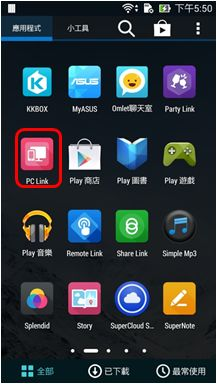 下午5:50
應用程式 小工具
KKBOX MyASUS Omlet聊天室 Party Link
PC Link Play 商店 Play 圖書 Play 遊戲
Play 音樂 Remote Link Share Link Simple Mp3
Splendid Story SuperCloud S... SuperNote
全部 已下載 最常使用